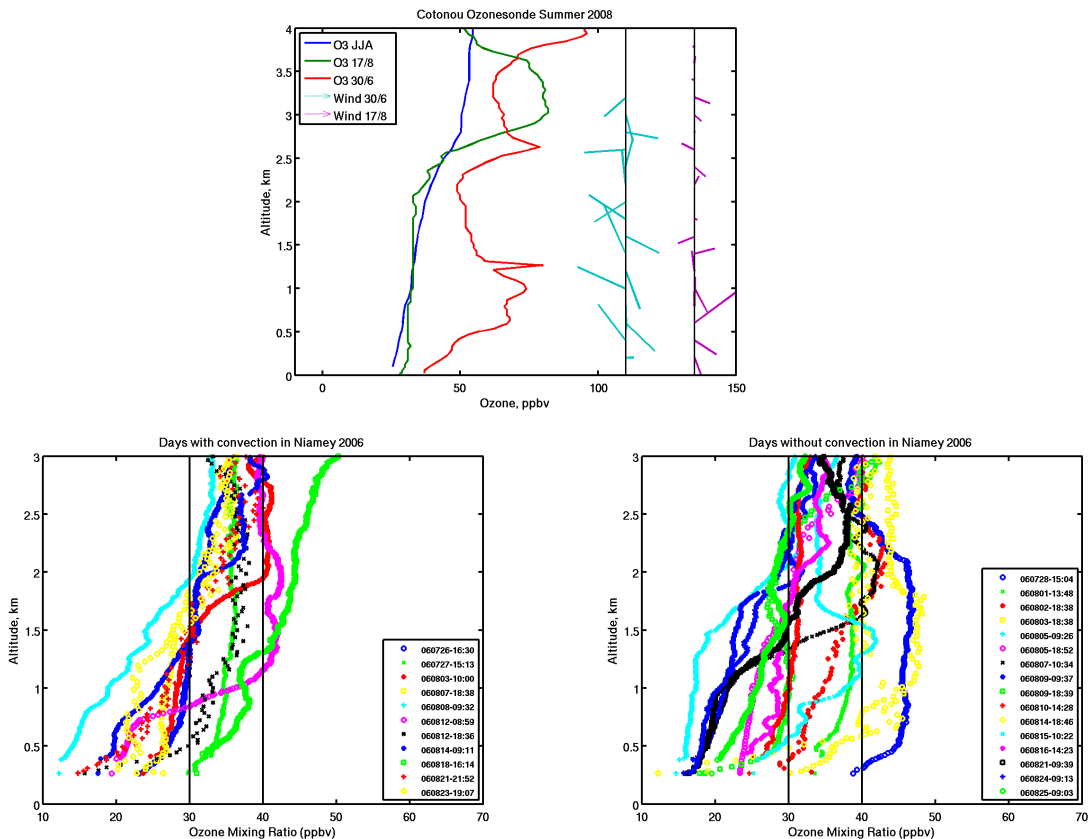 Cotonou Ozonesonde Summer 2008
4
3.5
3
2.5
2
1.5
1
0.5
0
Altitude, km
O3 JJA
O3 17/8
O3 30/6
Wind 30/6
Wind 17/8
0 50 100 150
Ozone, ppbv
Days with convection in Niamey 2006
3
2.5
2
1.5
1
0.5
0
Altitude, km
060726-16:30
060727-15:13
060803-10:00
060807-18:38
060808-09:32
060812-08:59
060812-18:36
060814-09:11
060818-16:14
060821-21:52
060823-19:07
10 20 30 40 50 60 70
Ozone Mixing Ratio (ppbv)
Days without convection in Niamey 2006
3
2.5
2
1.5
1
0.5
0
Altitude, km
060728-15:04
060801-13:48
060802-18:38
060803-18:38
060805-09:26
060805-18:52
060807-10:34
060809-09:37
060809-18:39
060810-14:28
060814-18:46
060815-10:22
060816-14:23
060821-09:39
060824-09:13
060825-09:03
10 20 30 40 50 60 70
Ozone Mixing Ratio (ppbv)